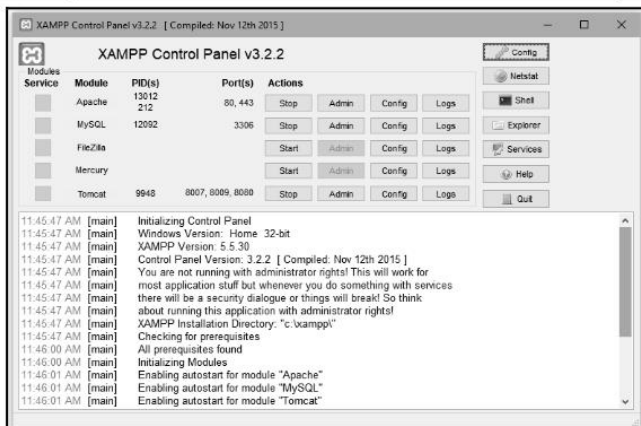 XAMPP Control Panel v3.2.2 [ Compiled: Nov 12th 2015 ]
XAMPP Control Panel v3.2.2
Config
Modules
Service Module PID(s) Port(s) Actions
Netstat
Apache 13012 212 80, 443 Stop Admin Config Logs
Shell
MySQL 12092 3306 Stop Admin Config Logs
Explorer
FileZilla Start Admin Config Logs
Services
Mercury Start Admin Config Logs
Help
Tomcat 9948 8007, 8009, 8080 Stop Admin Config Logs
Quit
11:45:47 AM [main] Initializing Control Panel
11:45:47 AM [main] Windows Version: Home 32-bit
11:45:47 AM [main] XAMPP Version: 5.5.30
11:45:47 AM [main] Control Panel Version: 3.2.2 [ Compiled: Nov 12th 2015 ]
11:45:47 AM [main] You are not running with administrator rights! This will work for
11:45:47 AM [main] most application stuff but whenever you do something with services
11:45:47 AM [main] there will be a security dialogue or things will break! So think
11:45:47 AM [main] about running this application with administrator rights!
11:45:47 AM [main] XAMPP Installation Directory: "c:\xampp\"
11:45:47 AM [main] Checking for prerequisites
11:46:00 AM [main] All prerequisites found
11:46:00 AM [main] Initializing Modules
11:46:01 AM [main] Enabling autostart for module "Apache"
11:46:01 AM [main] Enabling autostart for module "MySQL"
11:46:01 AM [main] Enabling autostart for module "Tomcat"